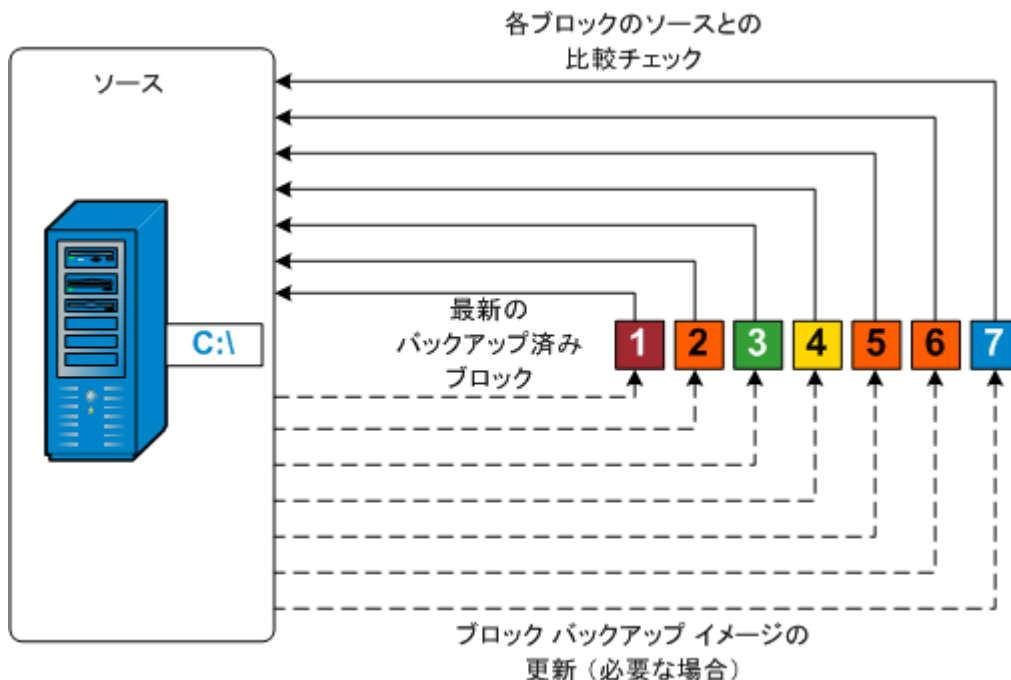 各ブロックのソースとの
比較チェック
ソース
C:\
最新の
バックアップ済み
ブロック
1 2 3 4 5 6 7
ブロック バックアップ イメージの
更新（必要な場合）